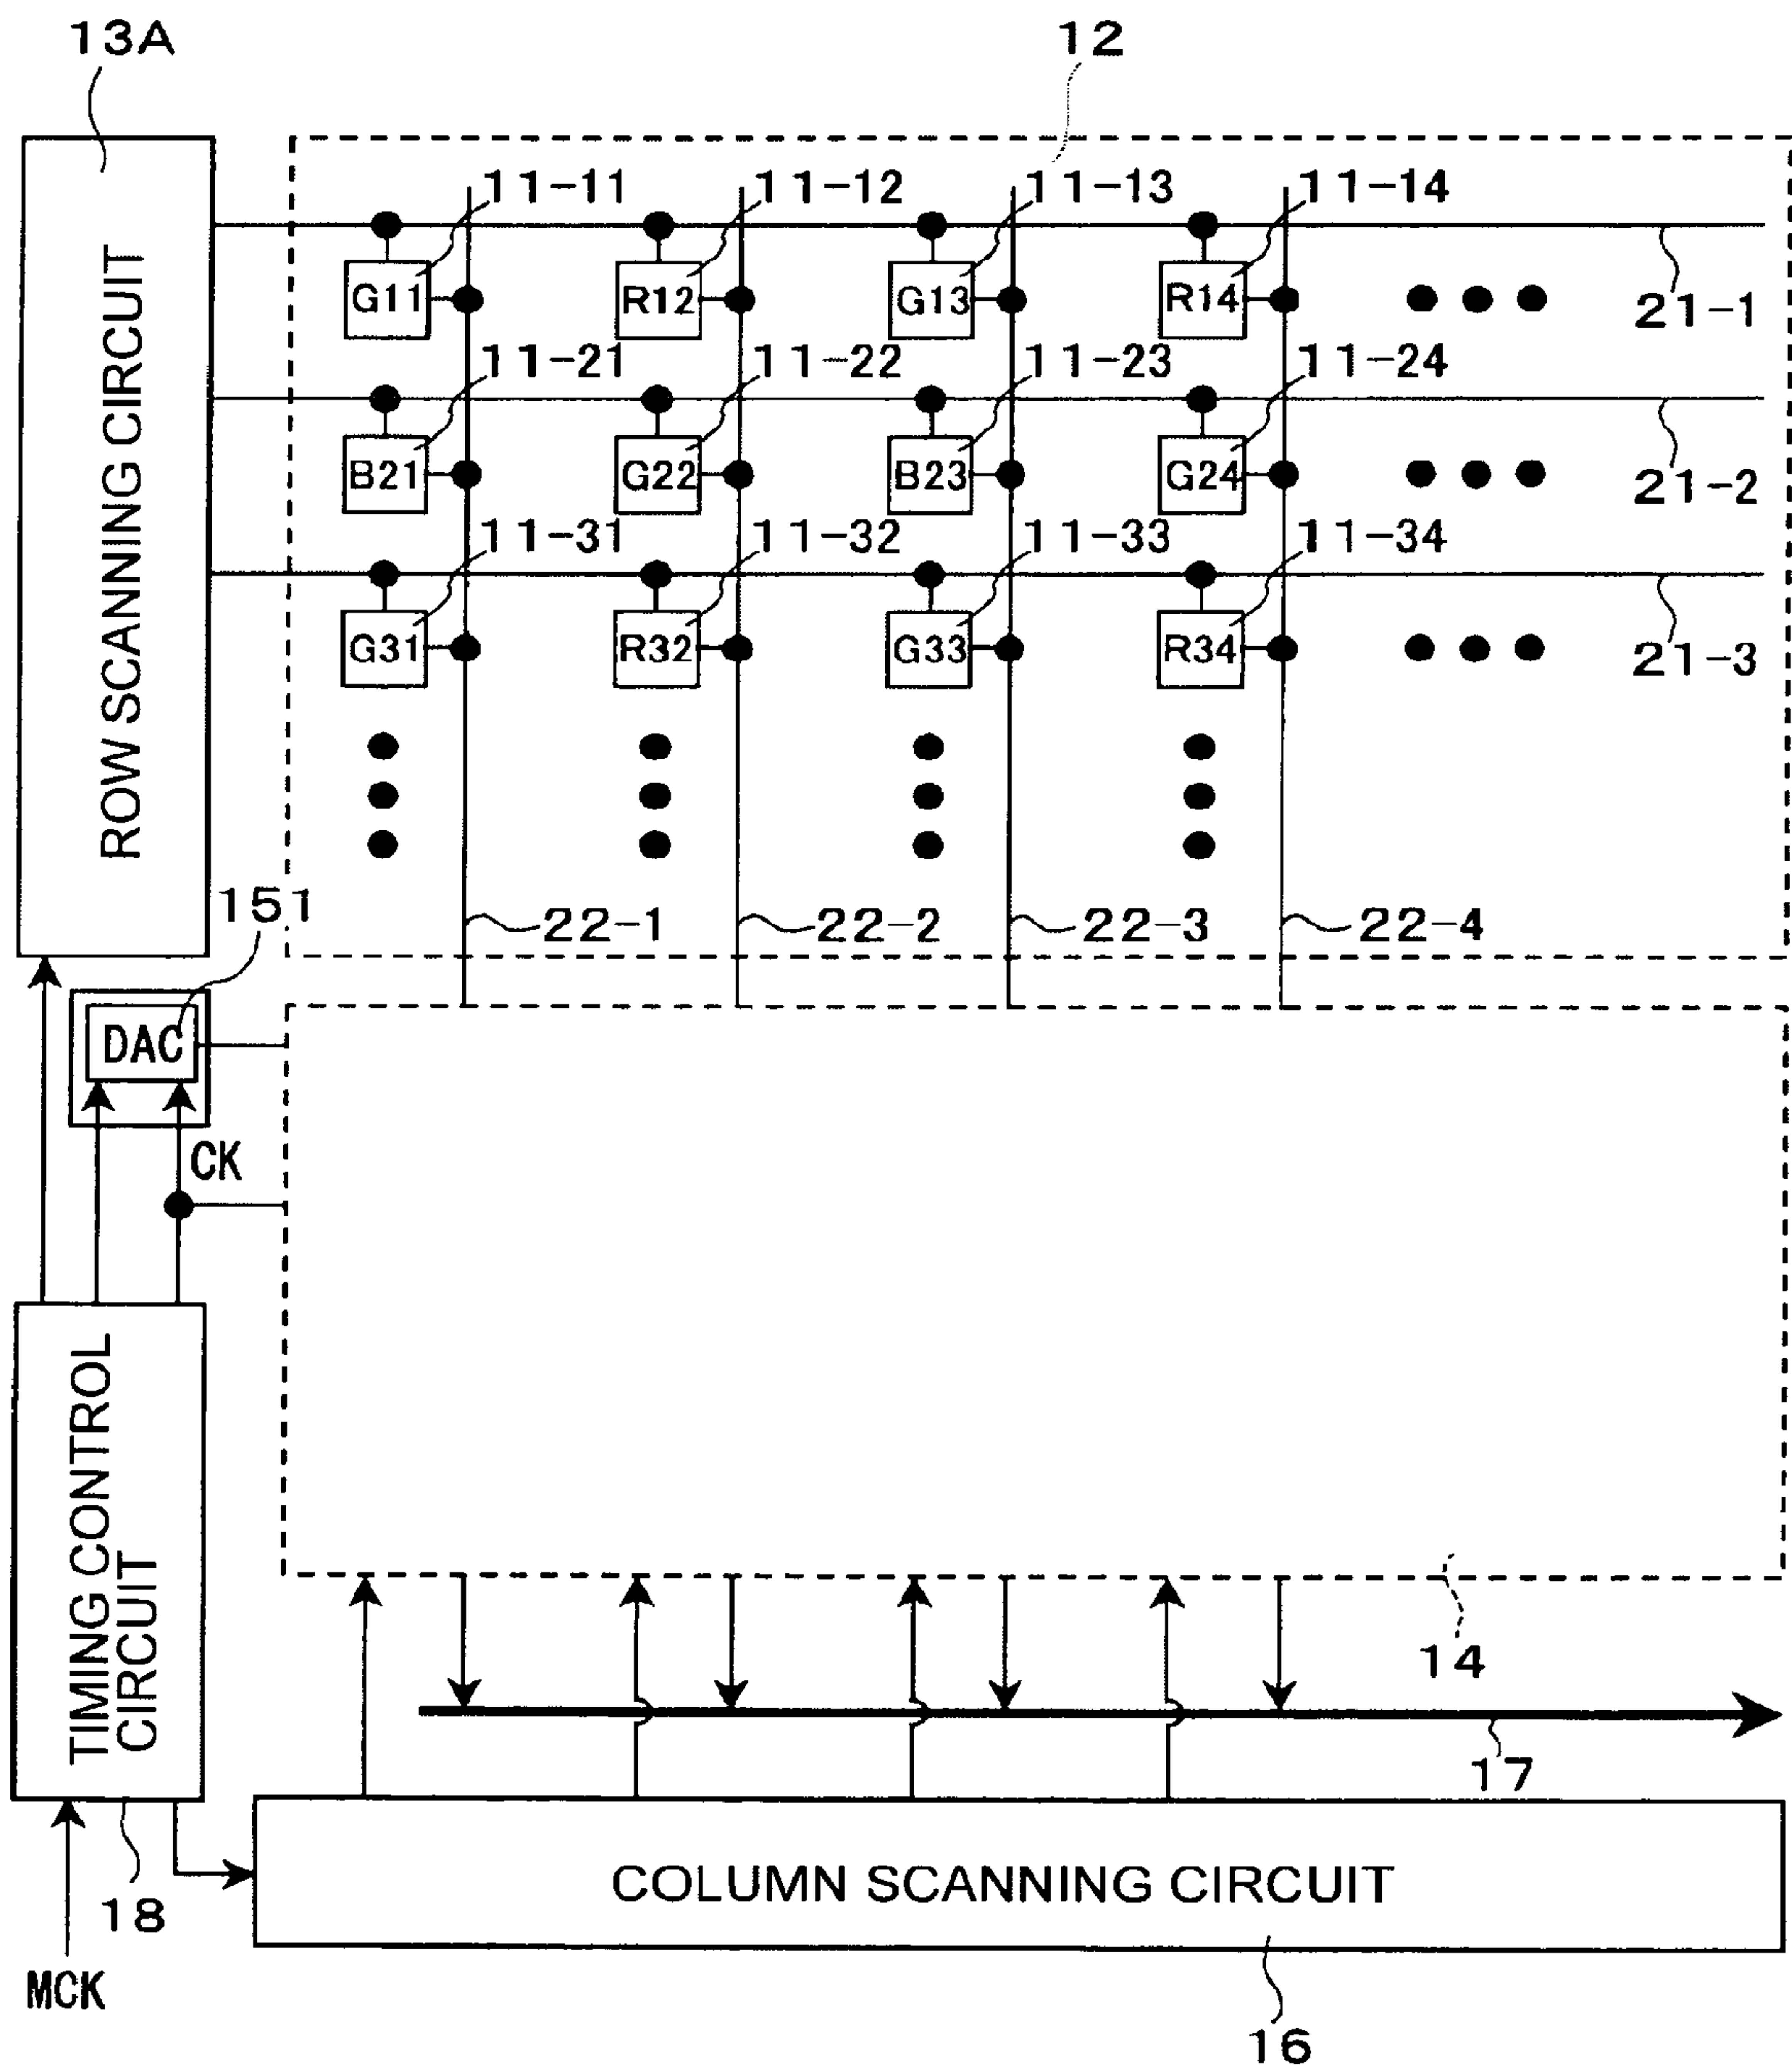 13A
12
11-11
11-12
11-13
11-14
G11
R12
G13
R14
21-1
11-21
11-22
11-23
11-24
B21
G22
B23
G24
21-2
11-31
11-32
11-33
11-34
G31
R32
G33
R34
21-3
ROW SCANNING CIRCUIT
151
22-1
22-2
22-3
22-4
DAC
CK
TIMING CONTROL
CIRCUIT
14
17
18
COLUMN SCANNING CIRCUIT
MCK
16